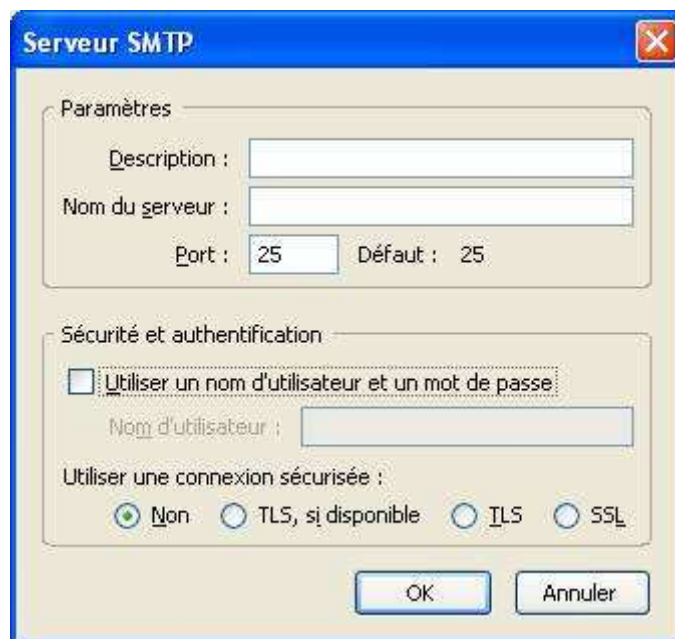 Serveur SMTP
Paramètres
Description :
Nom du serveur :
Port : 25 Défaut : 25
Sécurité et authentification
Utiliser un nom d'utilisateur et un mot de passe
Nom d'utilisateur :
Utiliser une connexion sécurisée :
Non TLS, si disponible TLS SSL
OK Annuler